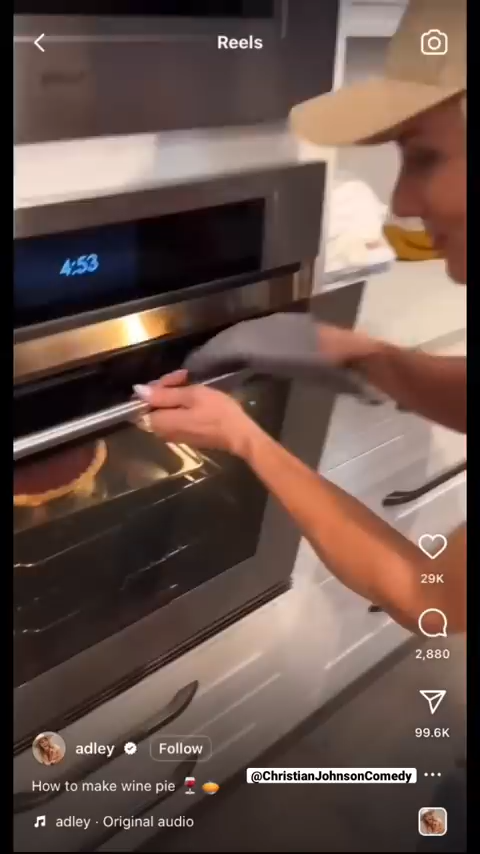 Reels
4:53
29K
2,880
99.6K
adley
Follow
@ChristianJohnsonComedy
How to make wine pie 🍷🥧
adley · Original audio